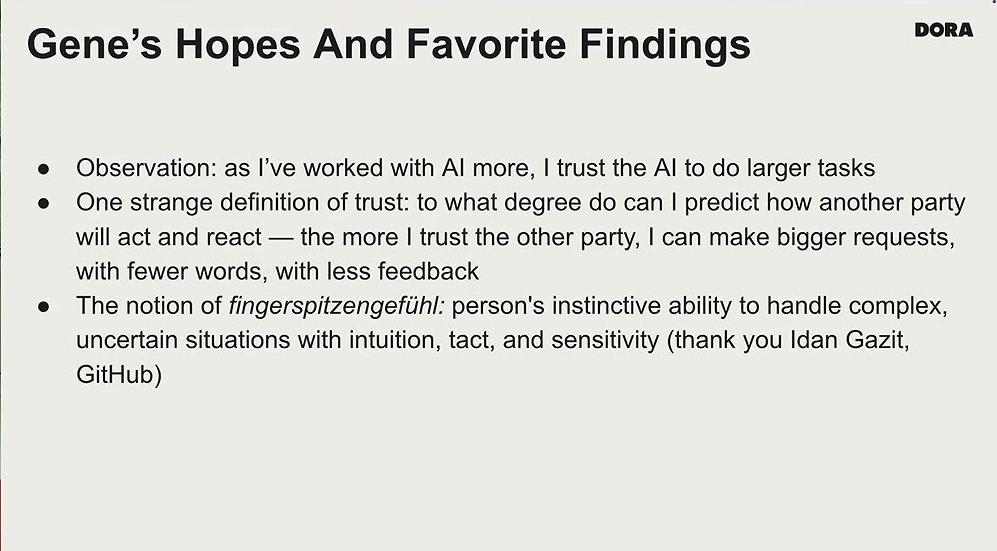 Gene’s Hopes And Favorite Findings
DORA
● Observation: as I’ve worked with AI more, I trust the AI to do larger tasks
● One strange definition of trust: to what degree do can I predict how another party
will act and react — the more I trust the other party, I can make bigger requests,
with fewer words, with less feedback
● The notion of fingerspitzengefühl: person's instinctive ability to handle complex,
uncertain situations with intuition, tact, and sensitivity (thank you Idan Gazit,
GitHub)